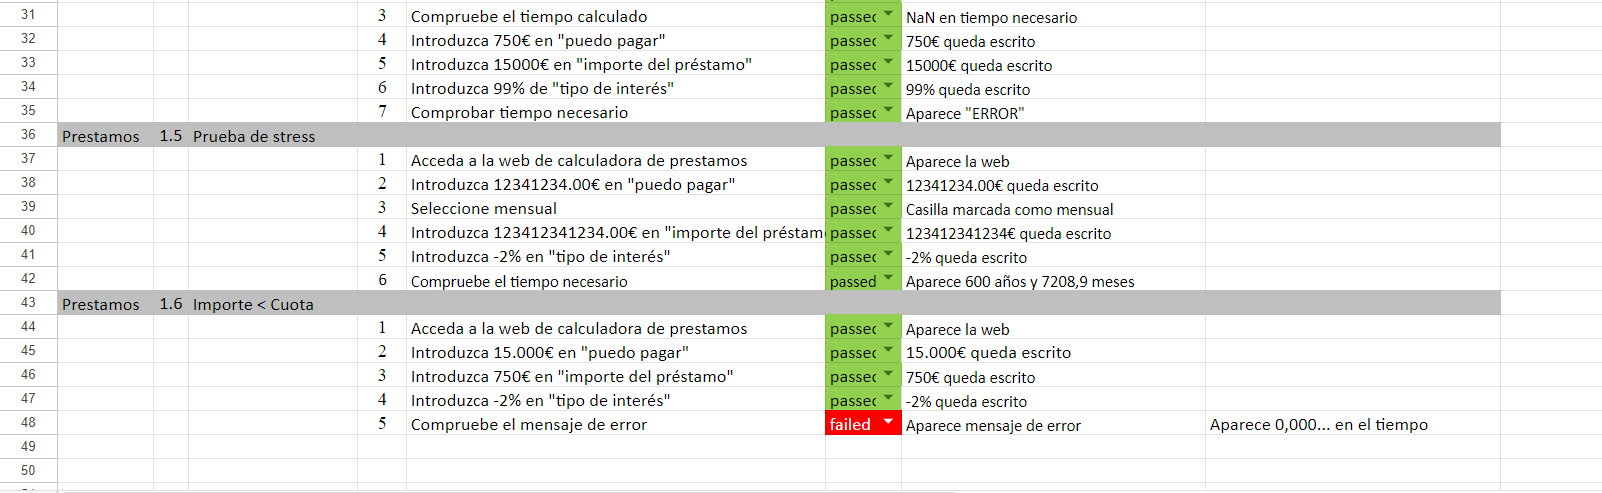 31 3 Compruebe el tiempo calculado passec NaN en tiempo necesario
32 4 Introduzca 750€ en "puedo pagar" passec 750€ queda escrito
33 5 Introduzca 15000€ en "importe del préstamo" passec 15000€ queda escrito
34 6 Introduzca 99% de "tipo de interés" passec 99% queda escrito
35 7 Comprobar tiempo necesario passec Aparece "ERROR"
36 Prestamos 1.5 Prueba de stress
37 1 Acceda a la web de calculadora de prestamos passec Aparece la web
38 2 Introduzca 12341234.00€ en "puedo pagar" passec 12341234.00€ queda escrito
39 3 Seleccione mensual passec Casilla marcada como mensual
40 4 Introduzca 123412341234.00€ en "importe del préstam passec 123412341234€ queda escrito
41 5 Introduzca -2% en "tipo de interés" passec -2% queda escrito
42 6 Compruebe el tiempo necesario passed Aparece 600 años y 7208,9 meses
43 Prestamos 1.6 Importe < Cuota
44 1 Acceda a la web de calculadora de prestamos passec Aparece la web
45 2 Introduzca 15.000€ en "puedo pagar" passec 15.000€ queda escrito
46 3 Introduzca 750€ en "importe del préstamo" passec 750€ queda escrito
47 4 Introduzca -2% en "tipo de interés" passec -2% queda escrito
48 5 Compruebe el mensaje de error failed Aparece mensaje de error Aparece 0,000... en el tiempo
49
50